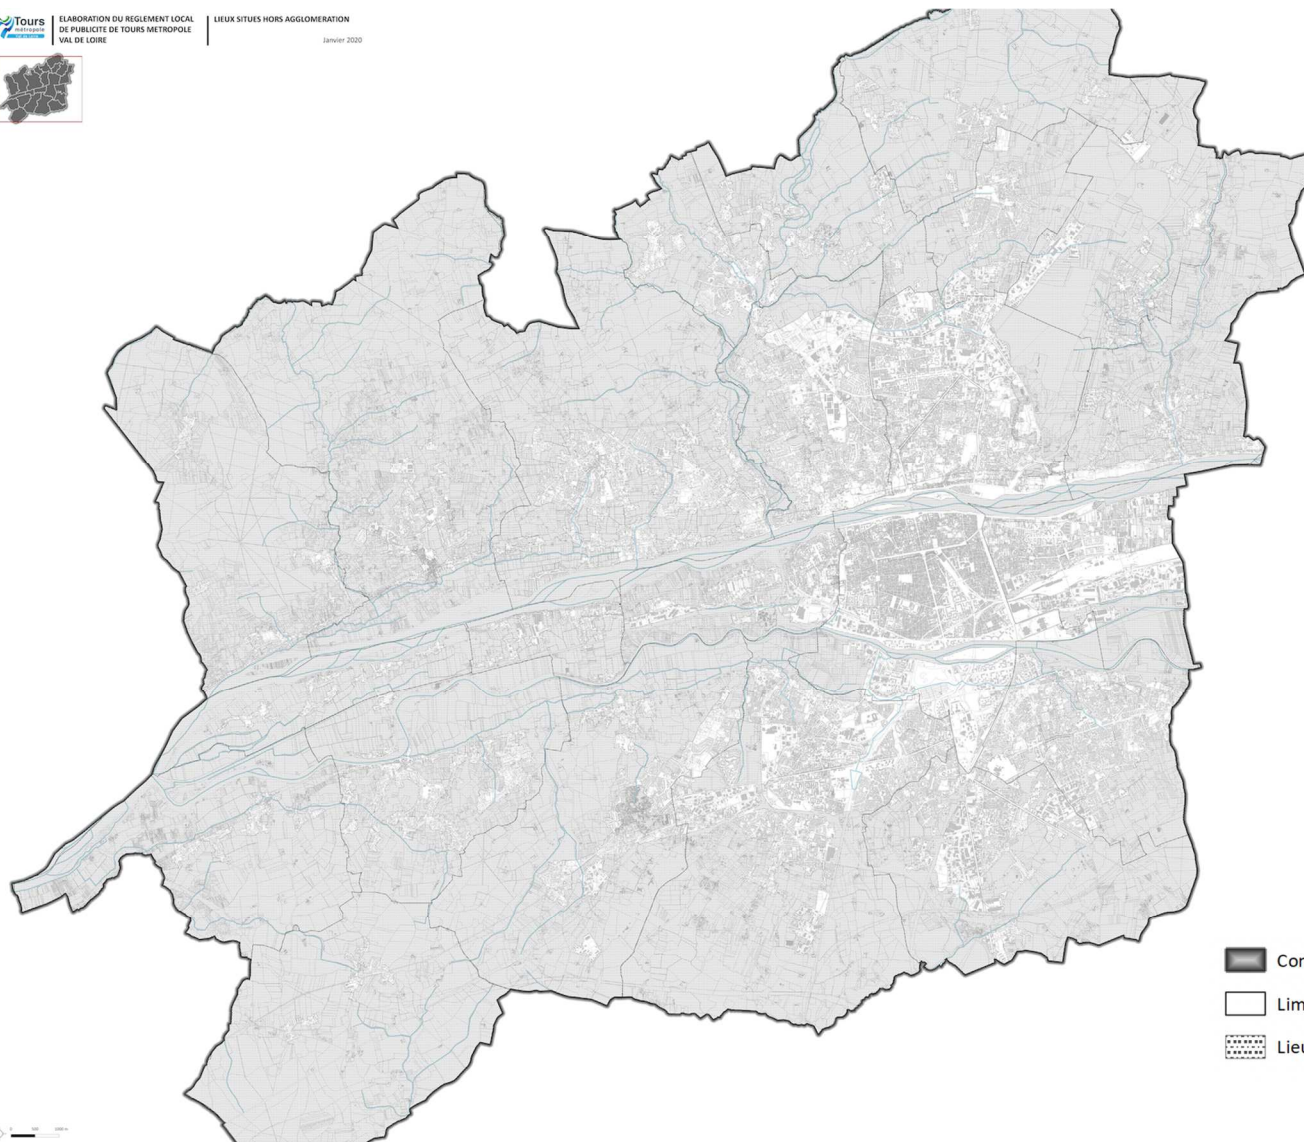 Tours
métropole
ELABORATION DU REGLEMENT LOCAL
DE PUBLICITE DE TOURS METROPOLE
VAL DE LOIRE
LIEUX SITUES HORS AGGLOMERATION
Janvier 2020
Con
Lim
Lieu